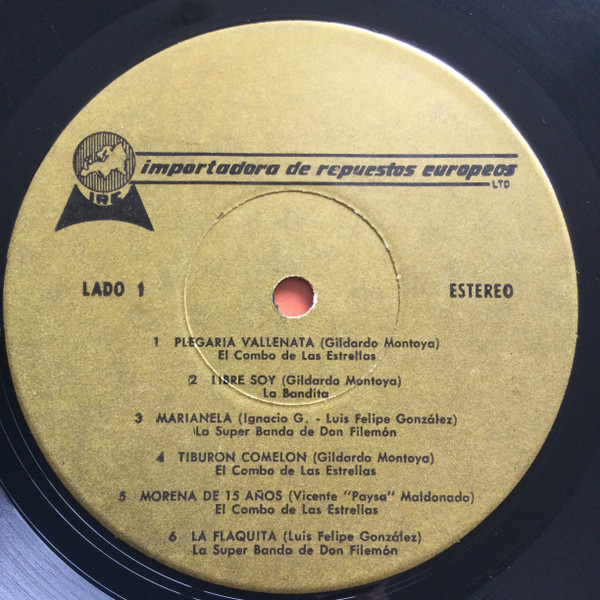 importadora de repuestos europeos
LTD
IRE
LADO 1
ESTEREO
1 PLEGARIA VALLENATA (Gildardo Montoya)
El Combo de Las Estrellas
2 LIBRE SOY (Gildardo Montoya)
La Bandita
3 MARIANELA (Ignacio G. - Luis Felipe González)
La Super Banda de Don Filemón
4 TIBURON COMELON (Gildardo Montoya)
El Combo de Las Estrellas
5 MORENA DE 15 AÑOS (Vicente "Paysa" Maldonado)
El Combo de Las Estrellas
6 LA FLAQUITA (Luis Felipe González)
La Super Banda de Don Filemón